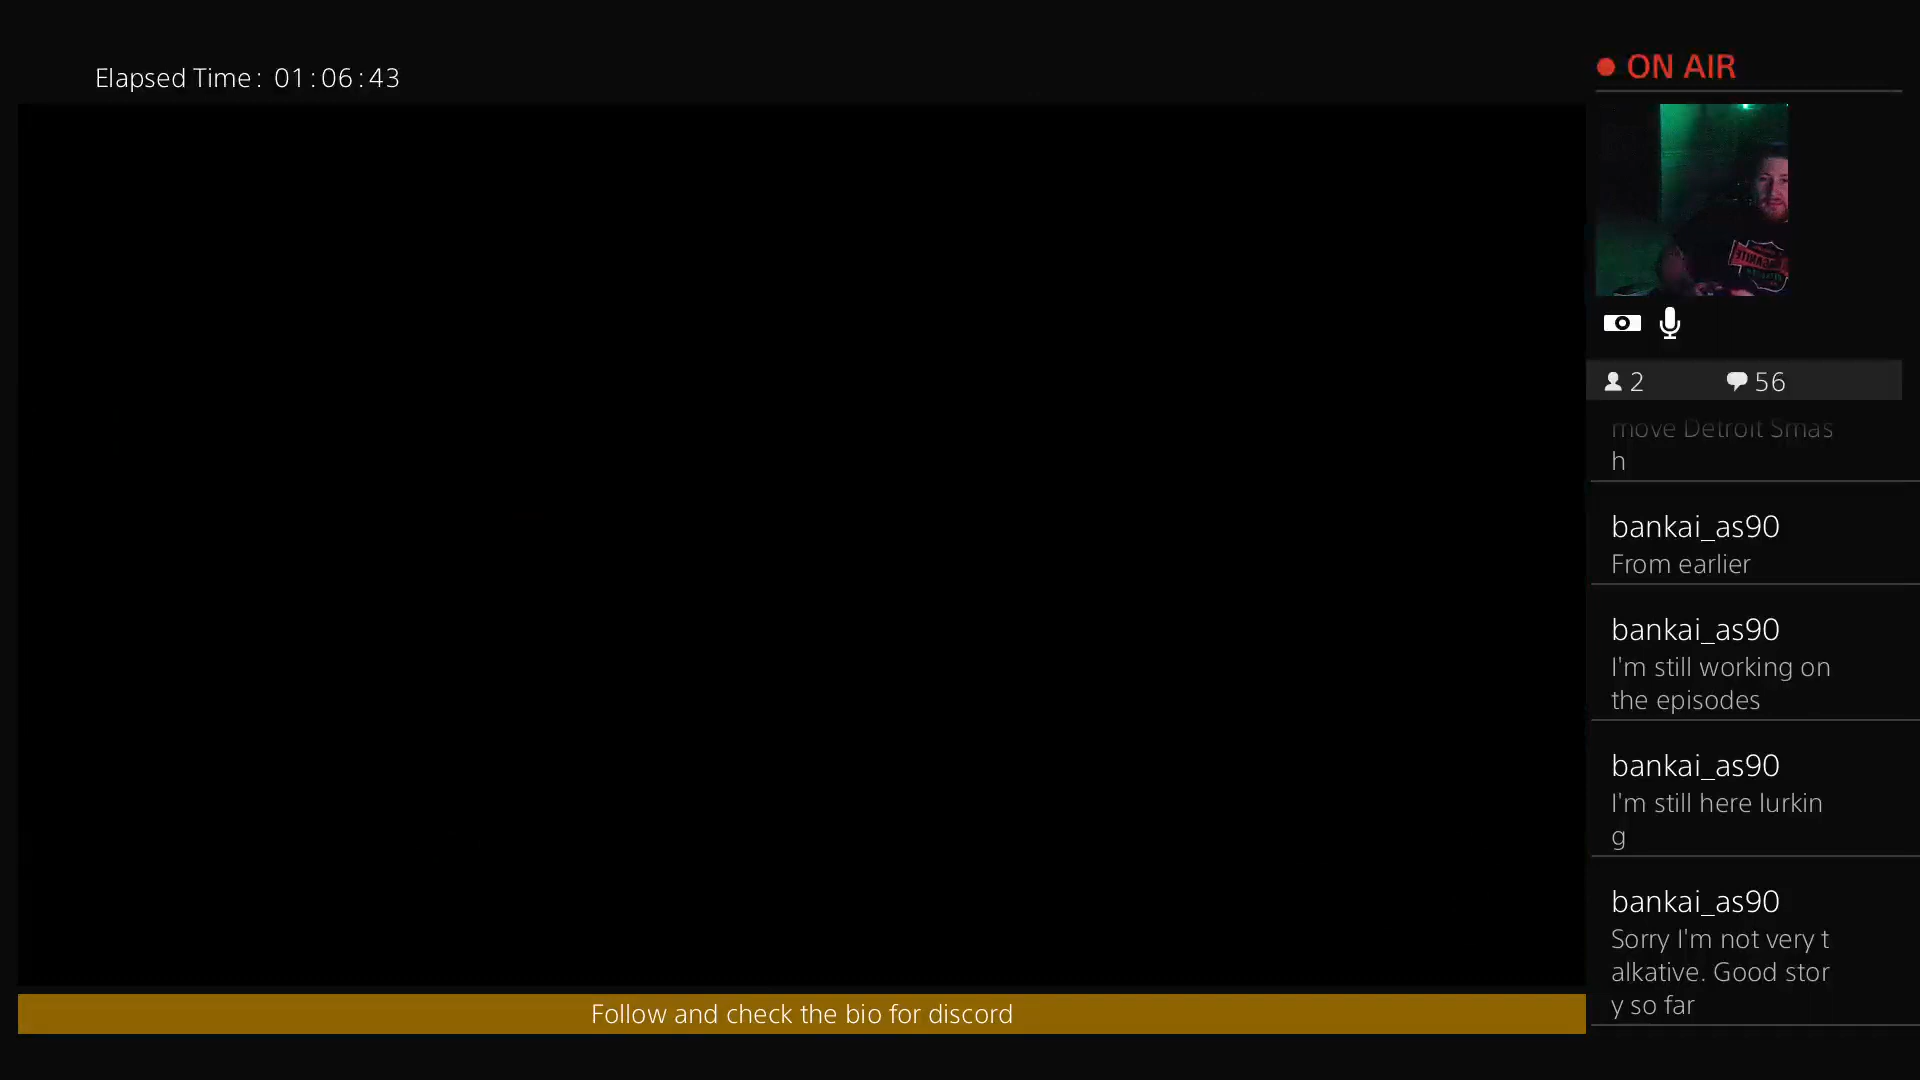 Elapsed Time: 01:06:43
ON AIR
2
56
move Detroit Smas
h
bankai_as90
From earlier
bankai_as90
I'm still working on
the episodes
bankai_as90
I'm still here lurkin
g
bankai_as90
Sorry I'm not very t
alkative. Good stor
y so far
Follow and check the bio for discord